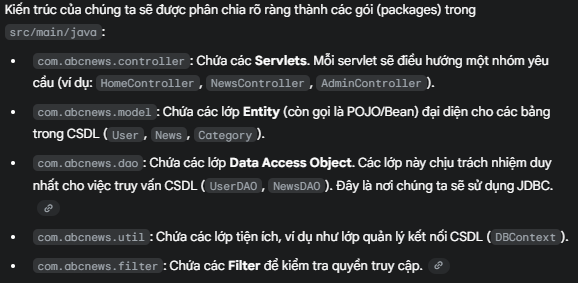 Kiến trúc của chúng ta sẽ được phân chia rõ ràng thành các gói (packages) trong
src/main/java:
• com.abcnews.controller: Chứa các Servlets. Mỗi servlet sẽ điều hướng một nhóm yêu
cầu (ví dụ: HomeController, NewsController, AdminController).
• com.abcnews.model: Chứa các lớp Entity (còn gọi là POJO/Bean) đại diện cho các bảng
trong CSDL (User, News, Category).
• com.abcnews.dao: Chứa các lớp Data Access Object. Các lớp này chịu trách nhiệm duy
nhất cho việc truy vấn CSDL (UserDAO, NewsDAO). Đây là nơi chúng ta sẽ sử dụng JDBC.
• com.abcnews.util: Chứa các lớp tiện ích, ví dụ như lớp quản lý kết nối CSDL (DBContext).
• com.abcnews.filter: Chứa các Filter để kiểm tra quyền truy cập.